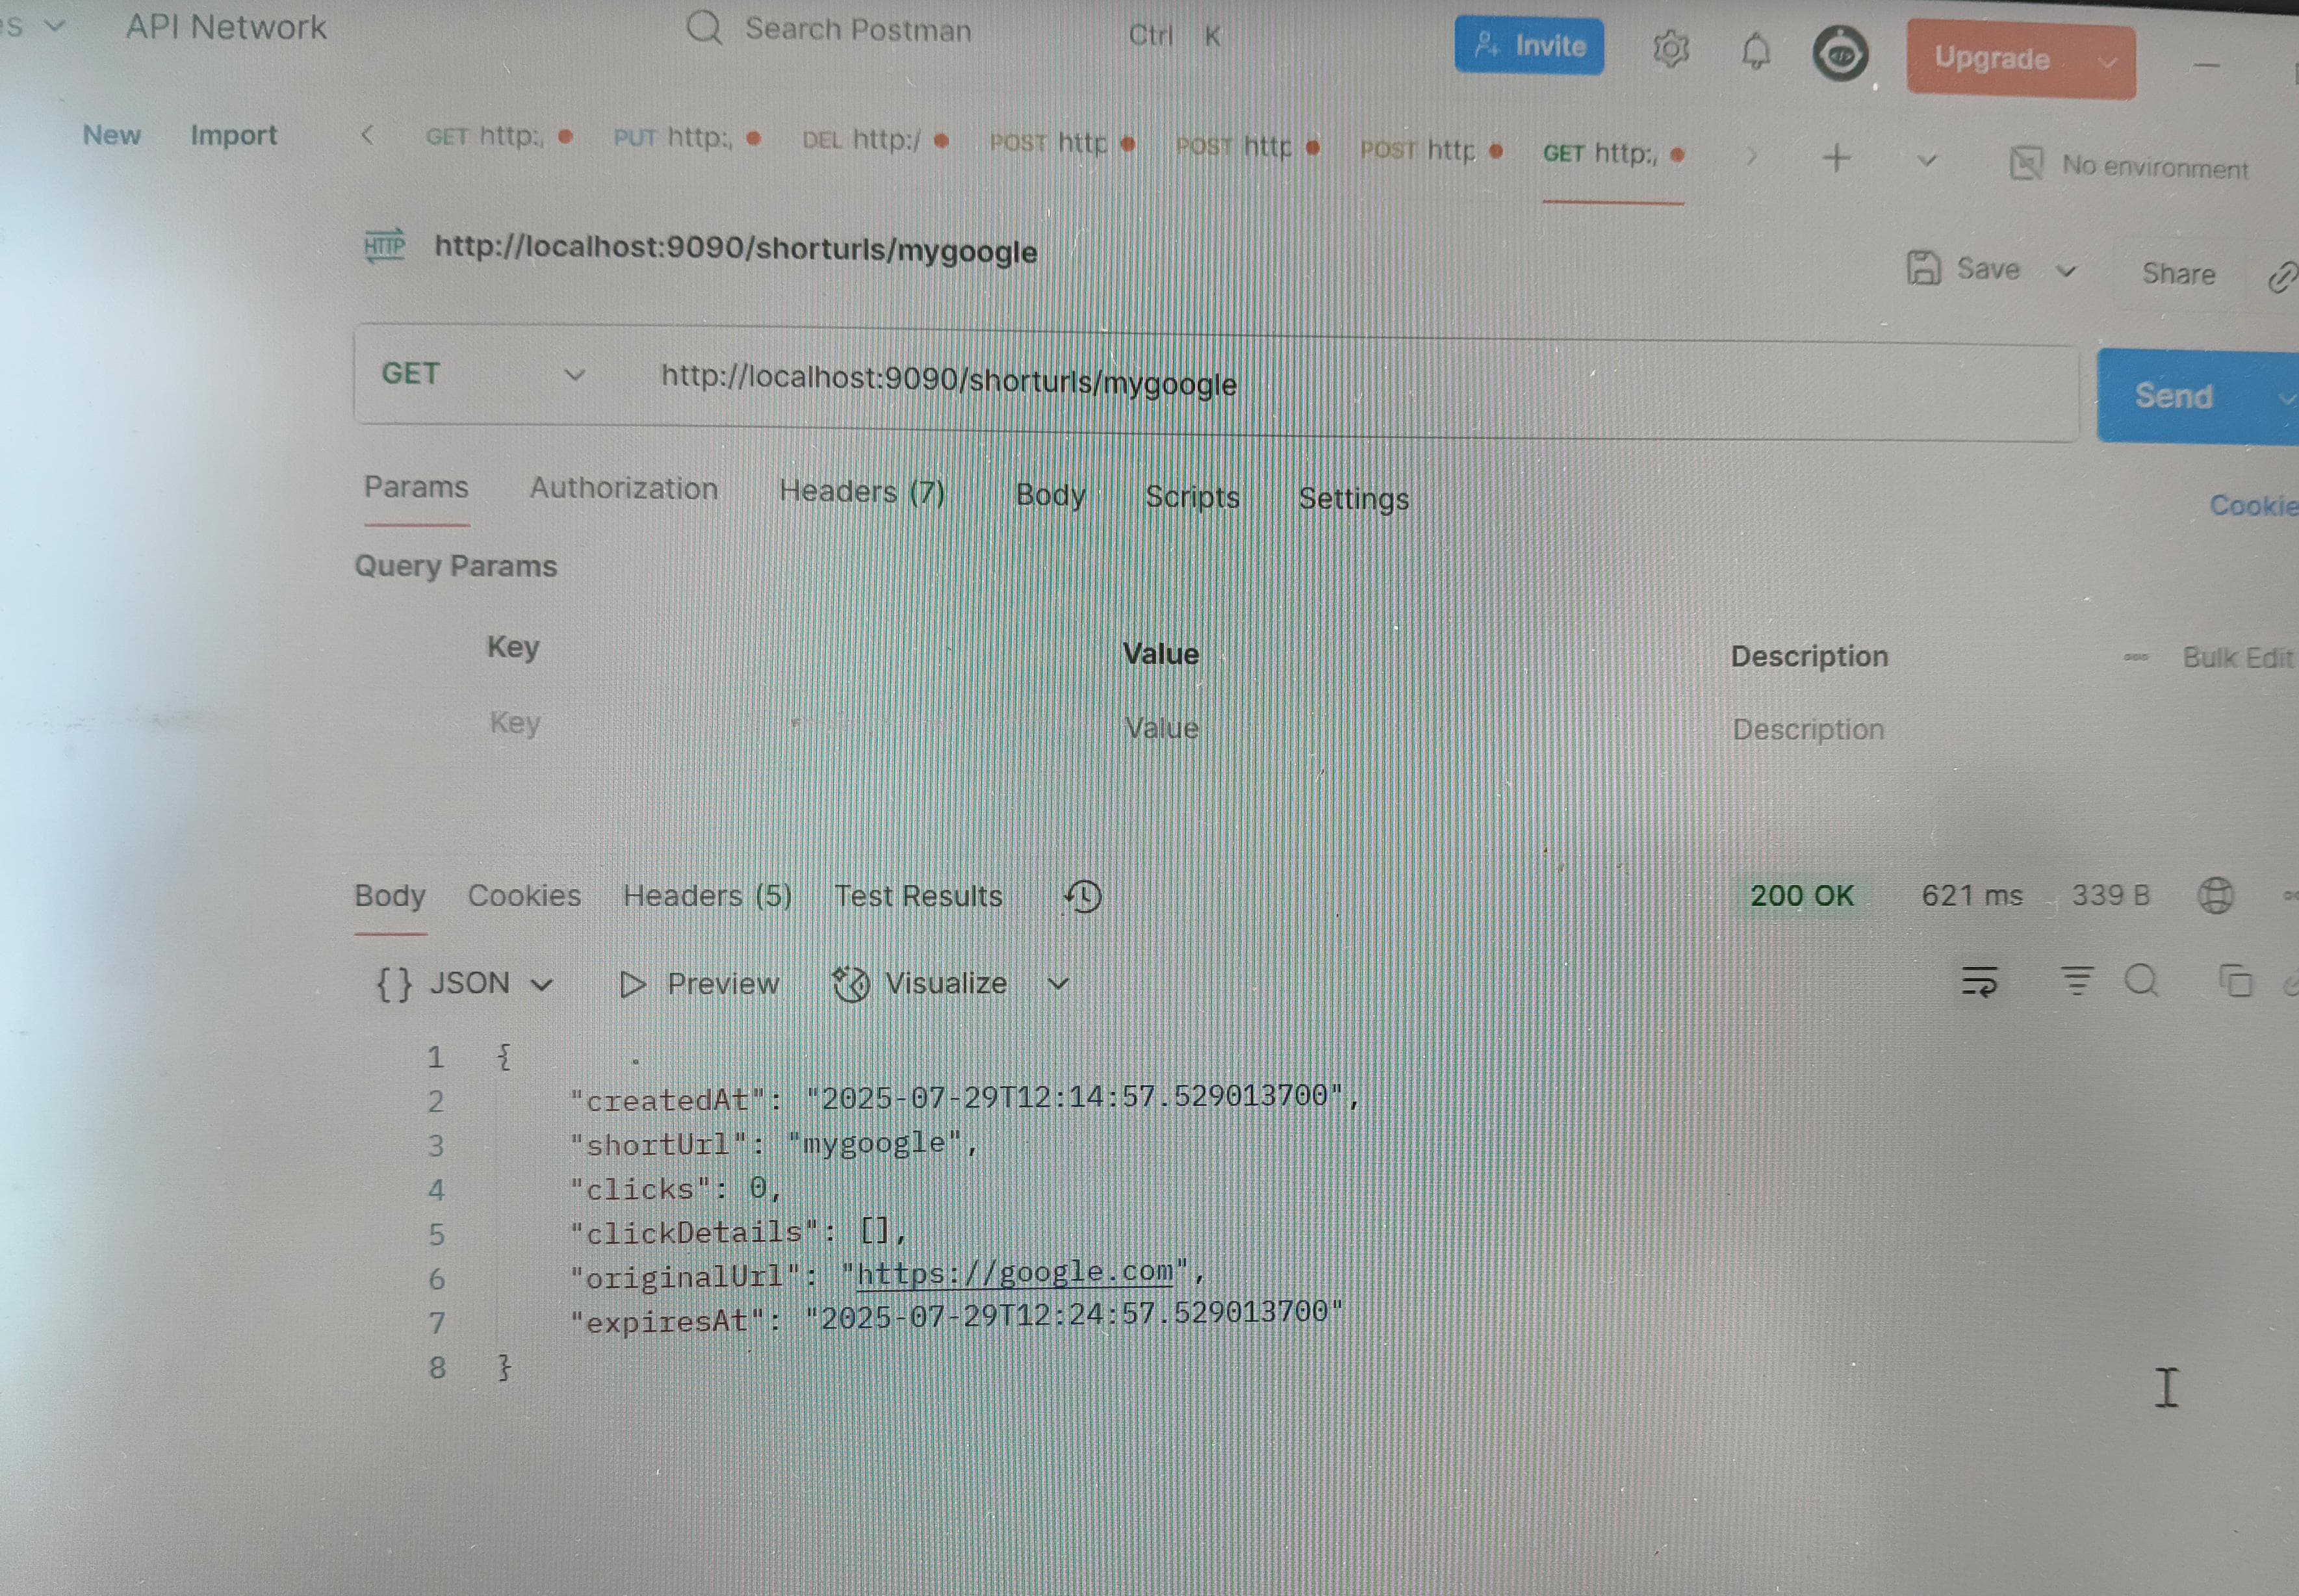 API Network
Search Postman
Ctrl K
Invite
Upgrade
New Import GET http:, PUT http:, DEL http:/ POST http POST http POST http GET http:, No environment
HTTP http://localhost:9090/shorturls/mygoogle
Save Share
GET http://localhost:9090/shorturls/mygoogle
Send
Params Authorization Headers (7) Body Scripts Settings
Cookie
Query Params
Key Value Description Bulk Edit
Key Value Description
Body Cookies Headers (5) Test Results 200 OK 621 ms 339 B
{} JSON Preview Visualize
1 {
2 "createdAt": "2025-07-29T12:14:57.529013700",
3 "shortUrl": "mygoogle",
4 "clicks": 0,
5 "clickDetails": [],
6 "originalUrl": "https://google.com",
7 "expiresAt": "2025-07-29T12:24:57.529013700"
8 }